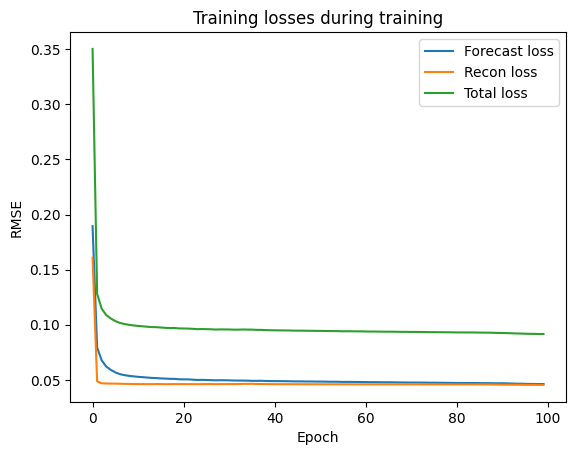 Training losses during training
Forecast loss
Recon loss
Total loss
0.35
0.30
0.25
0.20
0.15
0.10
0.05
RMSE
0 20 40 60 80 100
Epoch